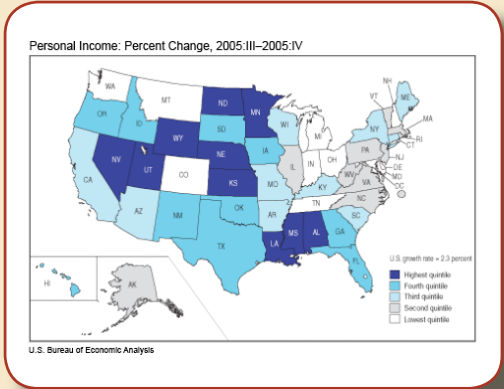 Personal Income: Percent Change, 2005:III–2005:IV
WA
MT
ND
MN
OR
ID
WY
SD
WI
MI
NH
VT
ME
NY
MA
RI
CT
PA
NJ
DE
MD
DC
NV
UT
CO
NE
IA
IL
IN
OH
WV
VA
CA
KS
MO
KY
NC
AZ
NM
OK
AR
TN
SC
TX
LA
MS
AL
GA
FL
HI
AK
U.S. growth rate = 2.3 percent
Highest quintile
Fourth quintile
Third quintile
Second quintile
Lowest quintile
U.S. Bureau of Economic Analysis